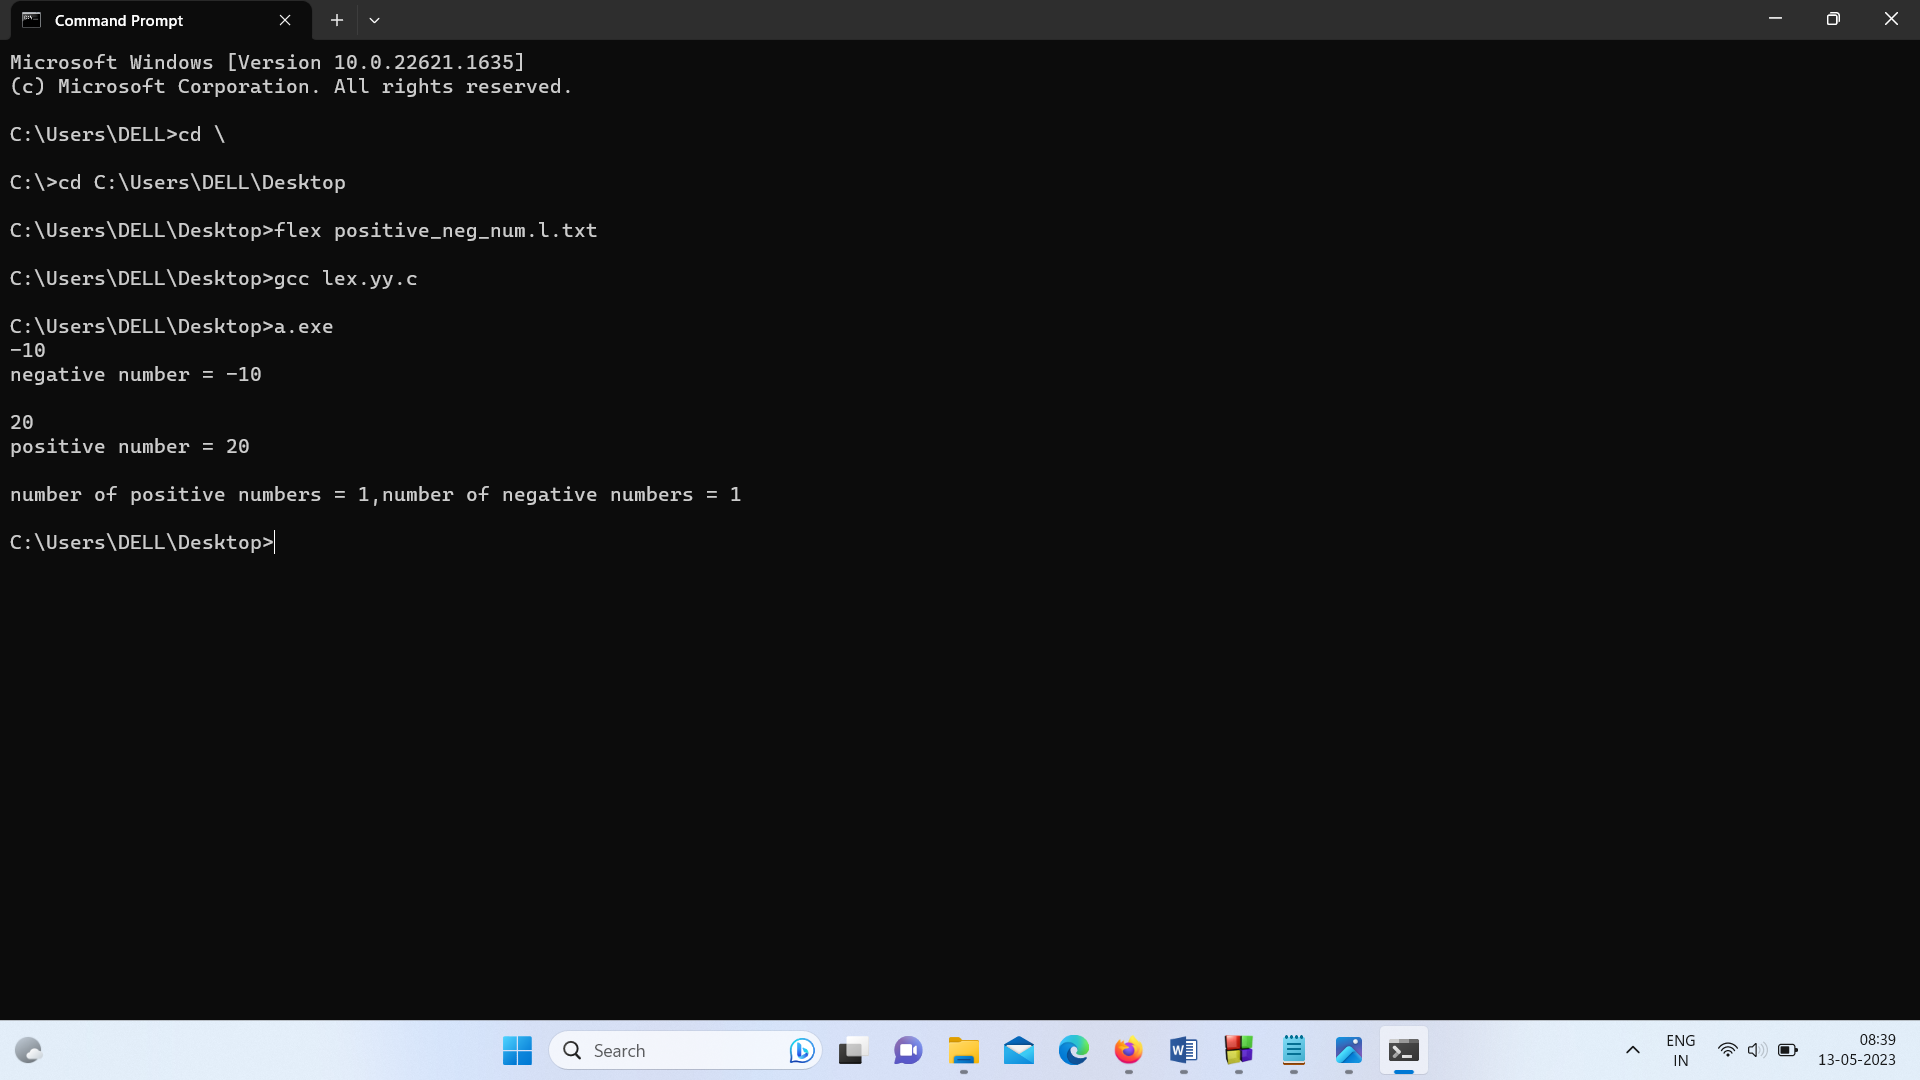 Command Prompt
Microsoft Windows [Version 10.0.22621.1635]
(c) Microsoft Corporation. All rights reserved.
C:\Users\DELL>cd \
C:\>cd C:\Users\DELL\Desktop
C:\Users\DELL\Desktop>flex positive_neg_num.l.txt
C:\Users\DELL\Desktop>gcc lex.yy.c
C:\Users\DELL\Desktop>a.exe
-10
negative number = -10
20
positive number = 20
number of positive numbers = 1,number of negative numbers = 1
C:\Users\DELL\Desktop>
Search
ENG
IN
08:39
13-05-2023